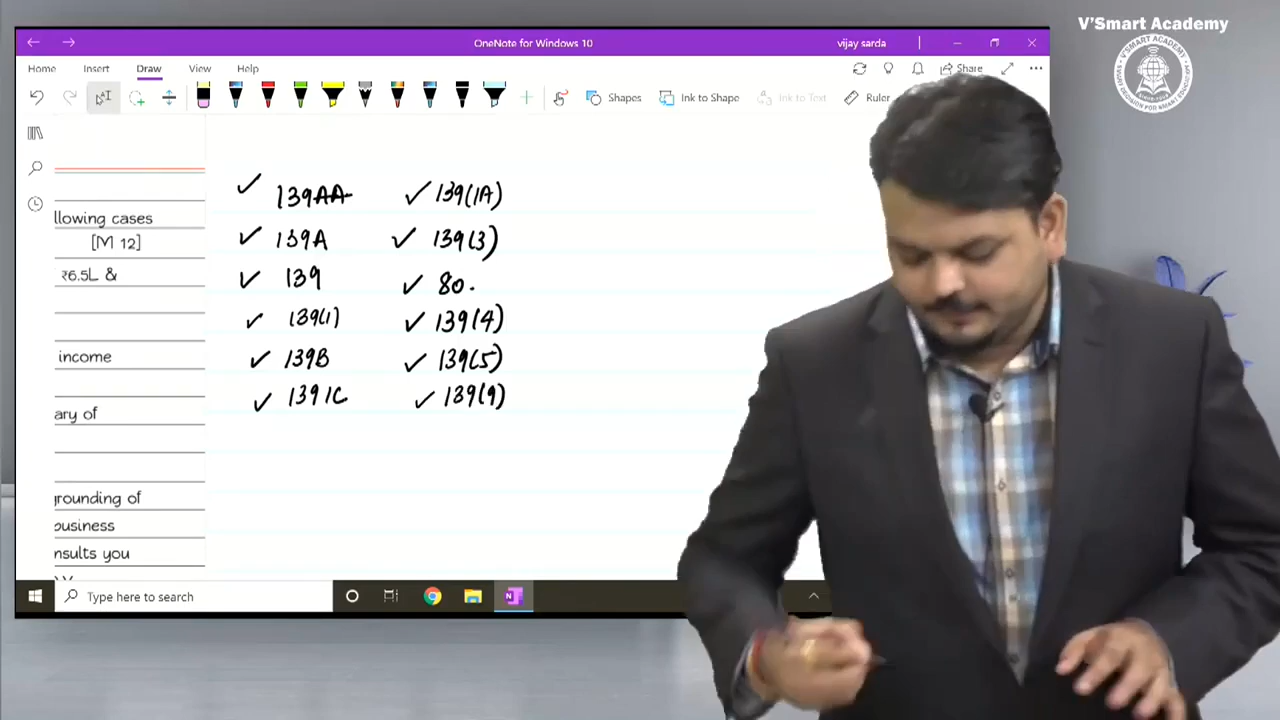 V'Smart Academy
OneNote for Windows 10
vijay sarda
Home Insert Draw View Help
Share
Shapes Ink to Shape Ink to Text Ruler
llowing cases
[M 12]
₹6.5L &
income
ary of
grounding of
business
nsults you
✓ 139AA ✓ 139(1A)
✓ 139A ✓ 139(3)
✓ 139 ✓ 80.
✓ 139(1) ✓ 139(4)
✓ 139B ✓ 139(5)
✓ 1391C ✓ 139(9)
Type here to search